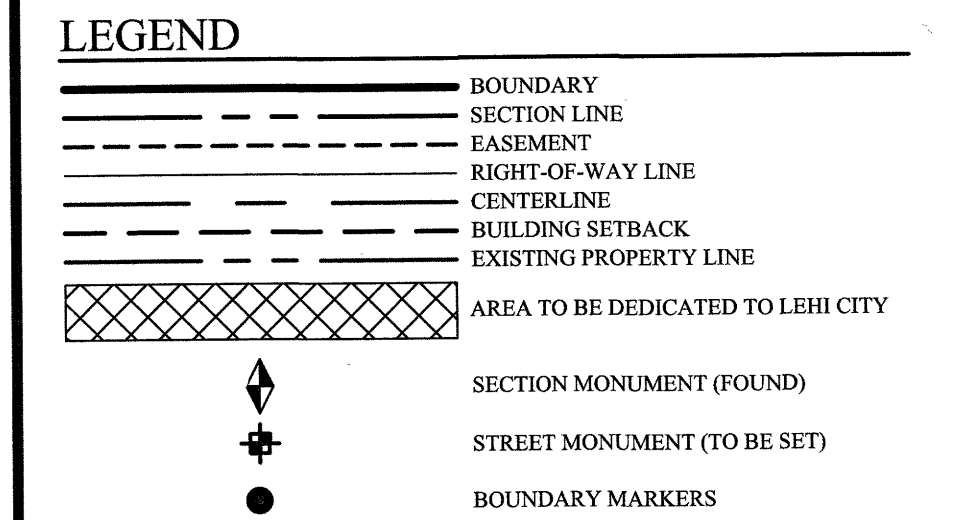 LEGEND
BOUNDARY
SECTION LINE
EASEMENT
RIGHT-OF-WAY LINE
CENTERLINE
BUILDING SETBACK
EXISTING PROPERTY LINE
AREA TO BE DEDICATED TO LEHI CITY
SECTION MONUMENT (FOUND)
STREET MONUMENT (TO BE SET)
BOUNDARY MARKERS